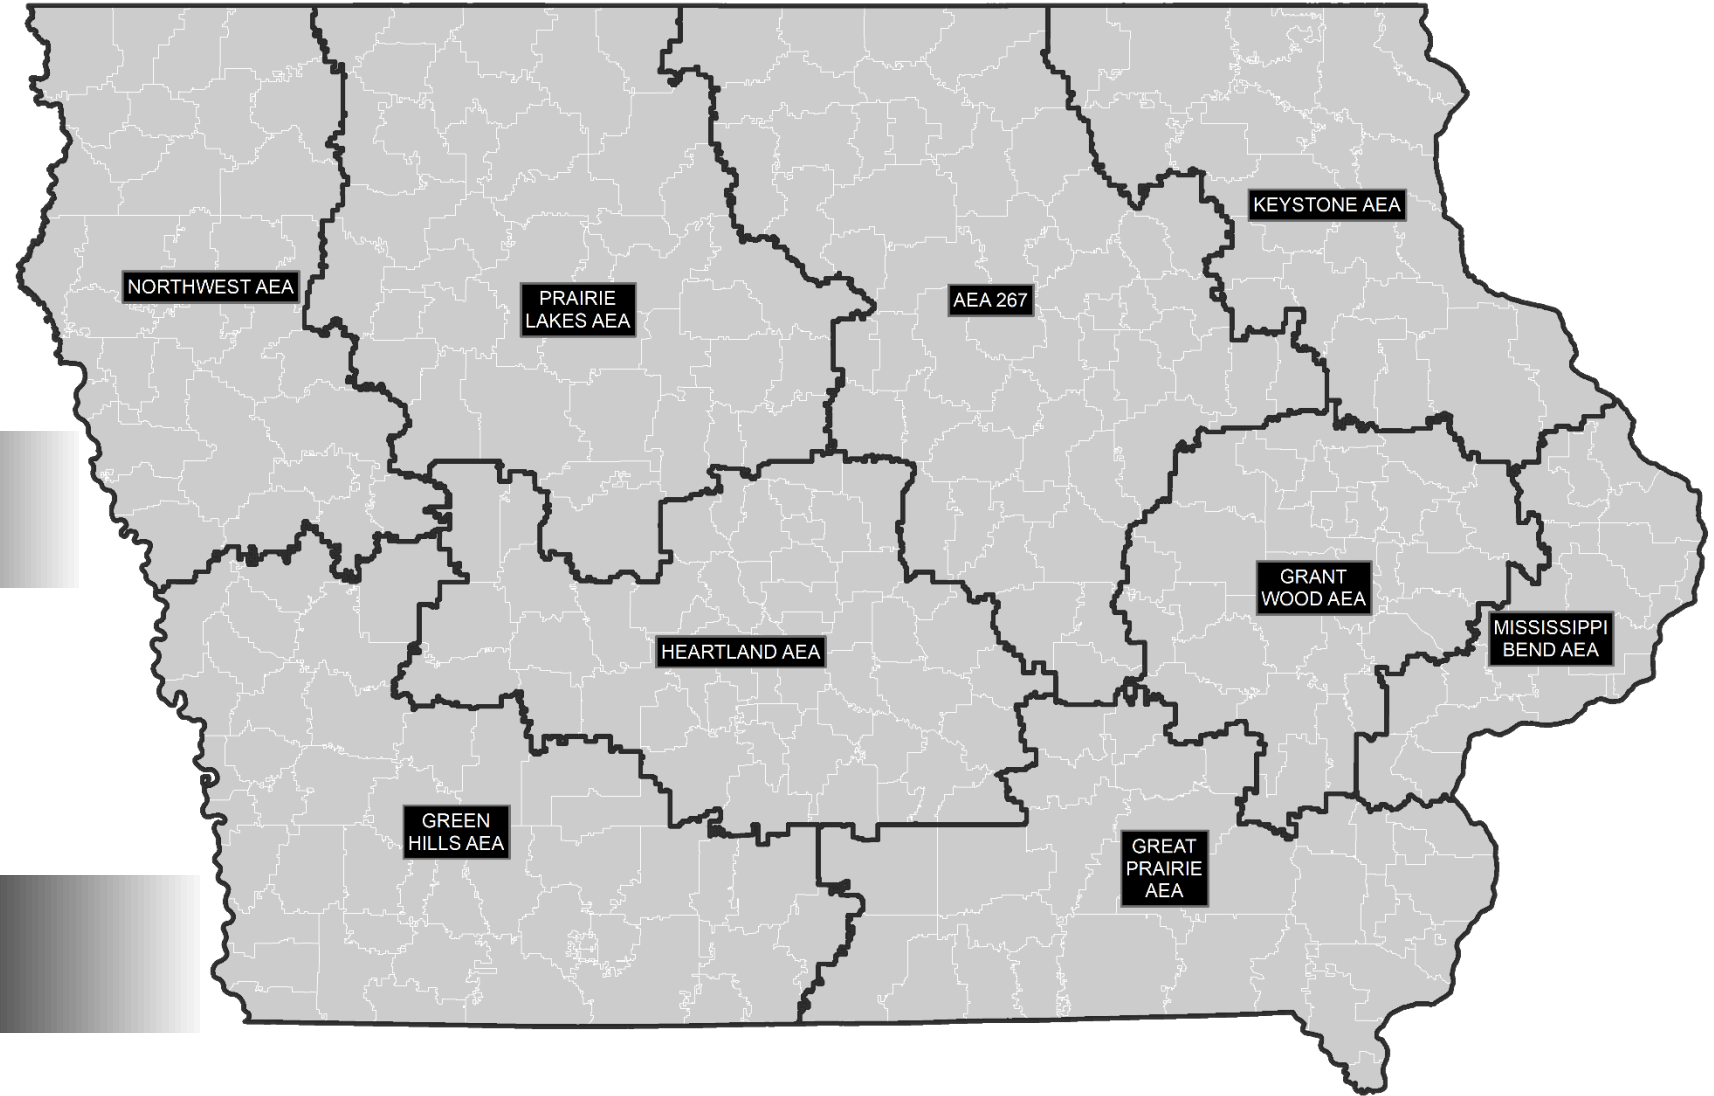 KEYSTONE AEA
NORTHWEST AEA
PRAIRIE
LAKES AEA
AEA 267
GRANT
WOOD AEA
MISSISSIPPI
BEND AEA
HEARTLAND AEA
GREEN
HILLS AEA
GREAT
PRAIRIE
AEA